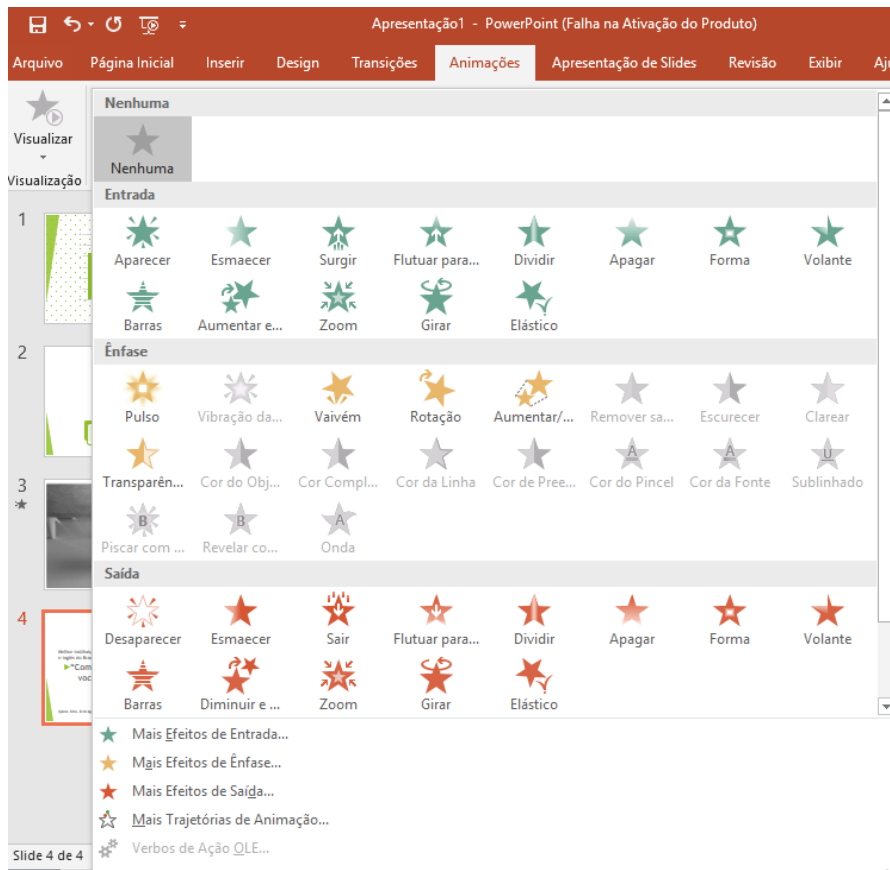 Apresentação1 - PowerPoint (Falha na Ativação do Produto)
Arquivo Página Inicial Inserir Design Transições Animações Apresentação de Slides Revisão Exibir
Visualizar
Visualização
Nenhuma
Nenhuma
Entrada
Aparecer Esmaecer Surgir Flutuar para... Dividir Apagar Forma Volante
Barras Aumentar e... Zoom Girar Elástico
Ênfase
Pulso Vibração da... Vaivém Rotação Aumentar/... Remover sa... Escurecer Clarear
Transparên... Cor do Obj... Cor Compl... Cor da Linha Cor de Pree... Cor do Pincel Cor da Fonte Sublinhado
Piscar com ... Revelar co... Onda
Saída
Desaparecer Esmaecer Sair Flutuar para... Dividir Apagar Forma Volante
Barras Diminuir e ... Zoom Girar Elástico
Mais Efeitos de Entrada...
Mais Efeitos de Ênfase...
Mais Efeitos de Saída...
Mais Trajetórias de Animação...
Verbos de Ação OLE...
1
2
3
4
"Com
voc
Slide 4 de 4